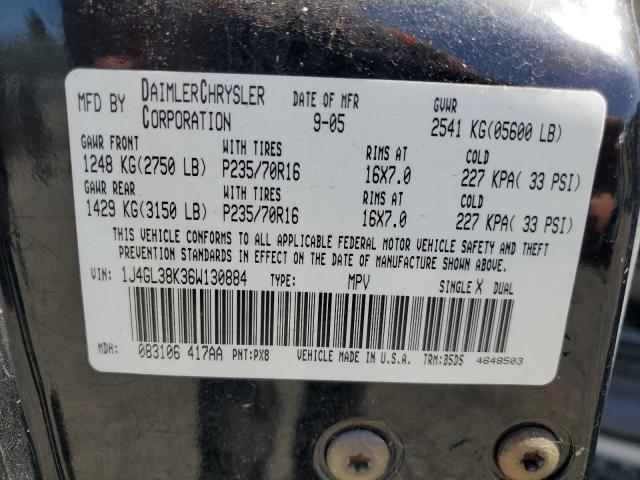 MFD BY DAIMLERCHRYSLER CORPORATION DATE OF MFR 9-05 GVWR 2541 KG(05600 LB)
GAWR FRONT WITH TIRES RIMS AT COLD
1248 KG(2750 LB) P235/70R16 16X7.0 227 KPA( 33 PSI)
GAWR REAR WITH TIRES RIMS AT COLD
1429 KG(3150 LB) P235/70R16 16X7.0 227 KPA( 33 PSI)
THIS VEHICLE CONFORMS TO ALL APPLICABLE FEDERAL MOTOR VEHICLE SAFETY AND THEFT
PREVENTION STANDARDS IN EFFECT ON THE DATE OF MANUFACTURE SHOWN ABOVE.
VIN: 1J4GL38K36W130884 TYPE: MPV SINGLE X DUAL
MDH: 083106 417AA PNT:PX8 VEHICLE MADE IN U.S.A. TRM:B5D5 4648503